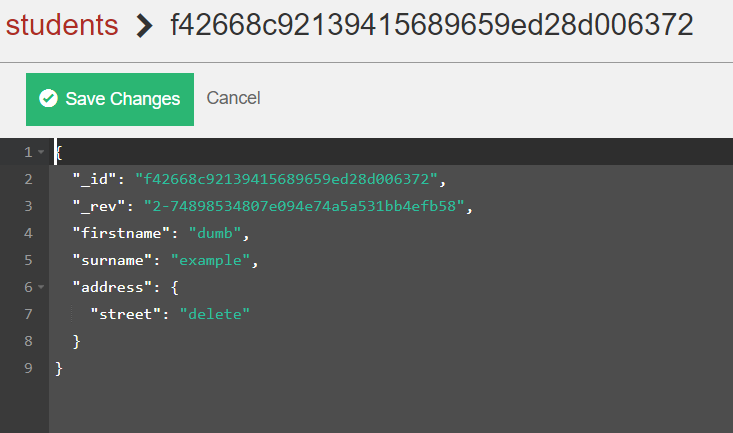 students > f42668c92139415689659ed28d006372
Save Changes Cancel
1 {
2 "_id": "f42668c92139415689659ed28d006372",
3 "_rev": "2-74898534807e094e74a5a531bb4efb58",
4 "firstname": "dumb",
5 "surname": "example",
6 "address": {
7 "street": "delete"
8 }
9 }